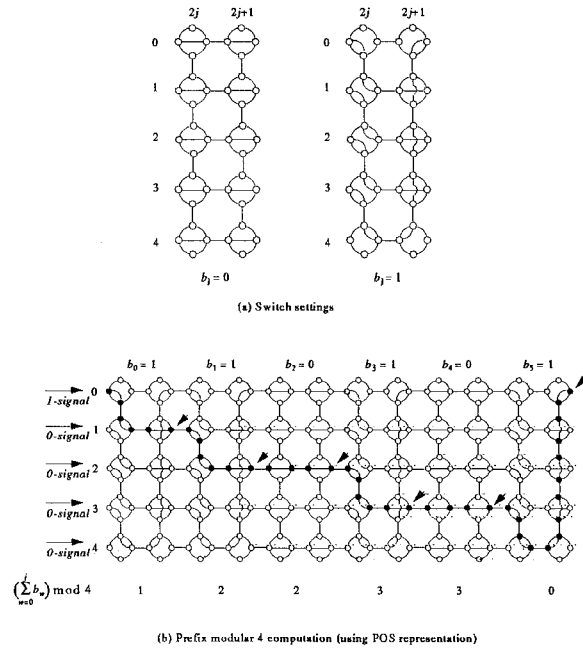 2j 2j+1 2j 2j+1
0 0
1 1
2 2
3 3
4 4
b_j = 0 b_j = 1
(a) Switch settings
b_0 = 1 b_1 = 1 b_2 = 0 b_3 = 1 b_4 = 0 b_5 = 1
0
1-signal
1
0-signal
2
0-signal
3
0-signal
4
0-signal
(∑_{w=0}^{j} b_w) mod 4 1 2 2 3 3 0
(b) Prefix modular 4 computation (using POS representation)